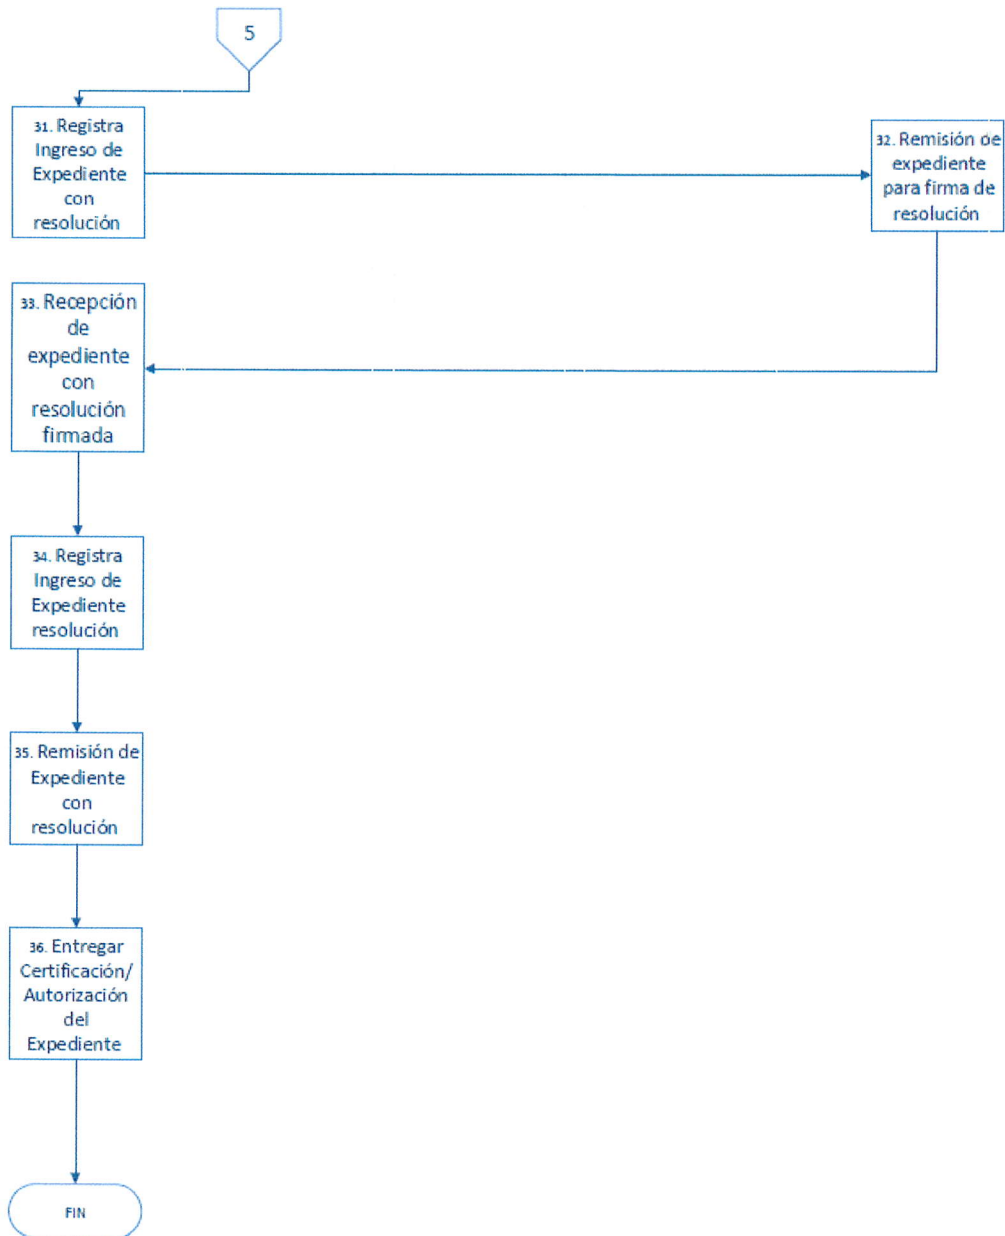 5
31. Registra
Ingreso de
Expediente
con
resolución
32. Remisión de
expediente
para firma de
resolución
33. Recepción
de
expediente
con
resolución
firmada
34. Registra
Ingreso de
Expediente
resolución
35. Remisión de
Expediente
con
resolución
36. Entregar
Certificación/
Autorización
del
Expediente
FIN